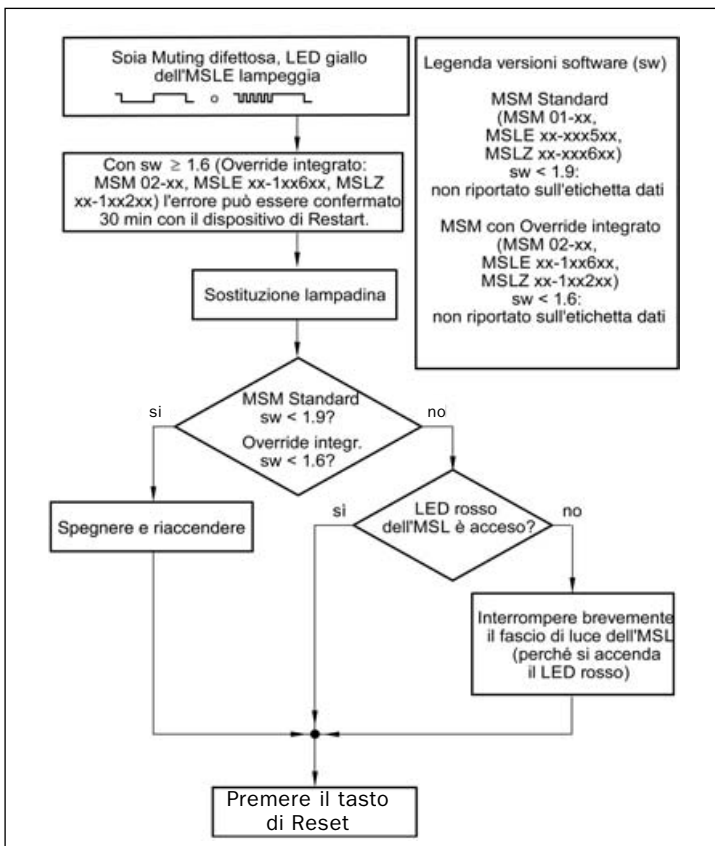 Spia Muting difettosa, LED giallo
dell'MSLE lampeggia
o
Con sw ≥ 1.6 (Override integrato:
MSM 02-xx, MSLE xx-1xx6xx, MSLZ
xx-1xx2xx) l'errore può essere confermato
30 min con il dispositivo di Restart.
Sostituzione lampadina
MSM Standard
sw < 1.9?
Override integr.
sw < 1.6?
si
no
Spegnere e riaccendere
LED rosso
dell'MSL è acceso?
sì
no
Interrompere brevemente
il fascio di luce dell'MSL
(perché si accenda
il LED rosso)
Premere il tasto
di Reset
Legenda versioni software (sw)
MSM Standard
(MSM 01-xx,
MSLE xx-xxx5xx,
MSLZ xx-xxx6xx)
sw < 1.9:
non riportato sull'etichetta dati
MSM con Override integrato
(MSM 02-xx,
MSLE xx-1xx6xx,
MSLZ xx-1xx2xx)
sw < 1.6:
non riportato sull'etichetta dati